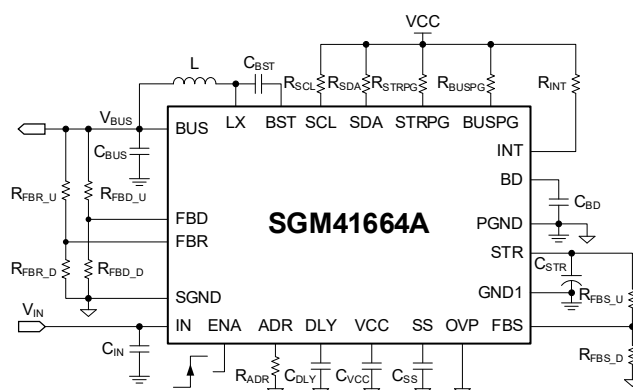 VCC
L
CBST
RSCL
RSDA
RSTRPG
RBUSPG
RINT
VBUS
BUS
LX
BST
SCL
SDA
STRPG
BUSPG
CBUS
INT
BD
RFBR_U
RFBD_U
CBD
FBD
SGM41664A
PGND
FBR
STR
RFBR_D
RFBD_D
CSTR
SGND
GND1
RFBS_U
VIN
IN
ENA
ADR
DLY
VCC
SS
OVP
FBS
CIN
RADR
CDLY
CVCC
CSS
RFBS_D